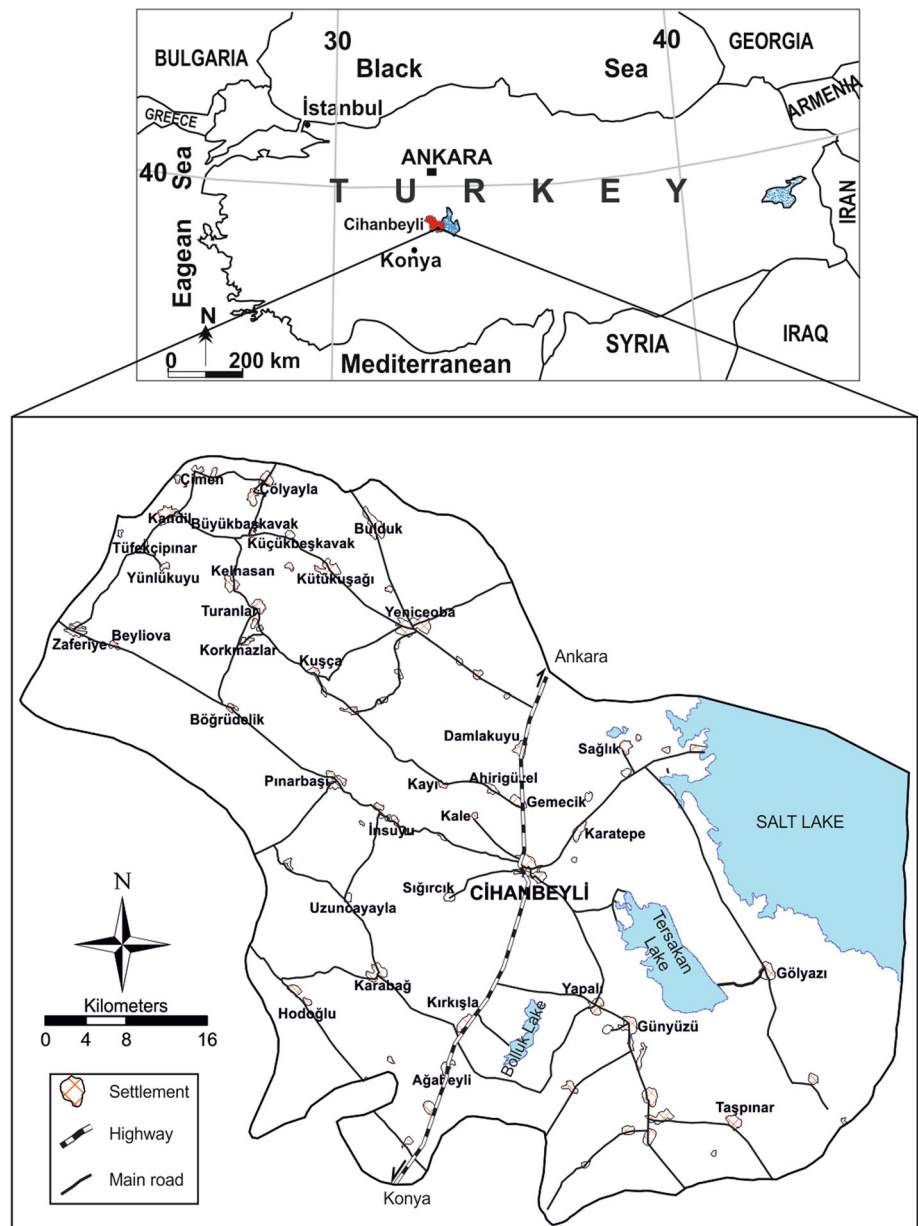 30
40
BULGARIA
GEORGIA
Black
Sea
ARMENIA
İstanbul
GREECE
ANKARA
40
Sea
TURKEY
IRAN
Cihanbeyli
Konya
Eagean
N
SYRIA
IRAQ
0 200 km
Mediterranean
Çimen
Çölyayla
Kandil
Büyükbaşkavak
Bulduk
Küçükbeşkavak
Tüfekçipınar
Yünlükuyu
Kelhasan
Kütükuşağı
Turanlar
Yeniceoba
Zaferiye
Beyliova
Korkmazlar
Kuşça
Ankara
Böğrüdelik
Damlakuyu
Sağlık
Pınarbaşı
Kayı
Ahirigüzel
Gemecik
SALT LAKE
İnsuyu
Kale
Karatepe
N
Sığırcık
CİHANBEYLİ
Uzuncayayla
Tersakan
Lake
Gölyazı
Karabağ
Kilometers
Hodoğlu
Kırkışla
Yapalı
0 4 8 16
Günyüzü
Bolluk Lake
Ağabeyli
Settlement
Taşpınar
Highway
Main road
Konya